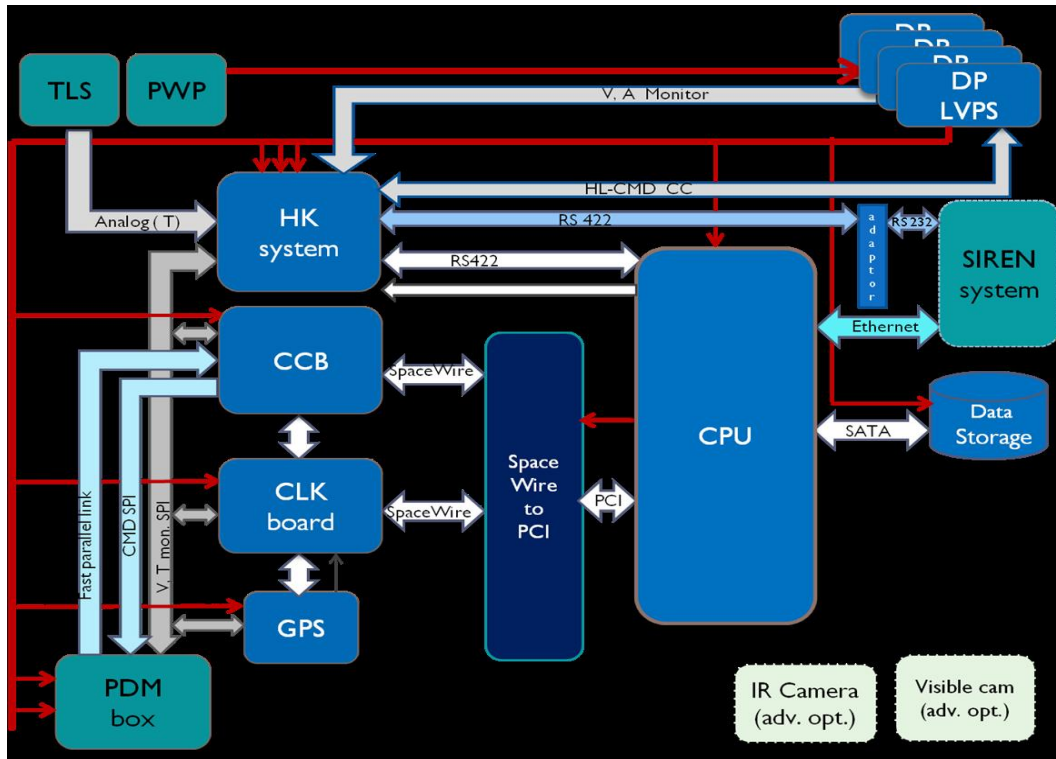 DP
DP
DP
DP
LVPS
TLS
PWP
V, A Monitor
HL-CMD CC
Analog ( T)
HK
system
RS 422
adaptor
RS 232
SIREN
system
RS422
Ethernet
CCB
SpaceWire
CPU
SATA
Data
Storage
Space
Wire
to
PCI
PCI
CLK
board
SpaceWire
Fast parallel link
CMD SPI
V, T mon. SPI
GPS
PDM
box
IR Camera
(adv. opt.)
Visible cam
(adv. opt.)